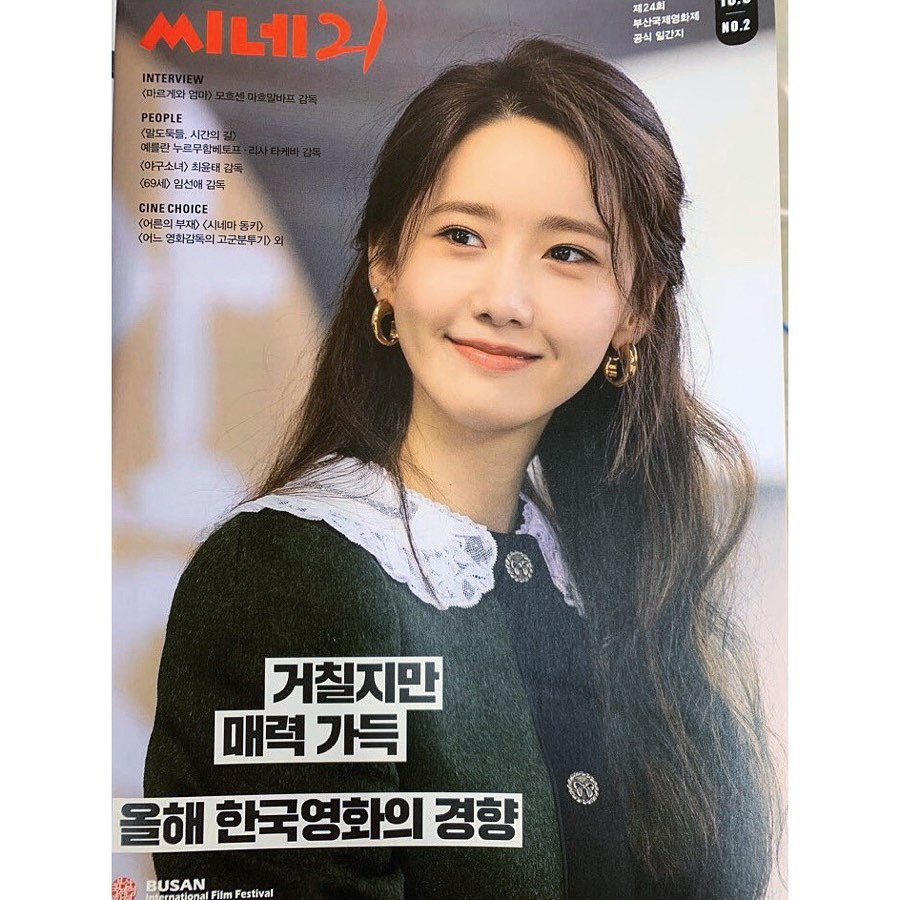 씨네21
제24회
부산국제영화제
공식 일간지
NO.2
INTERVIEW
〈마르게와 엄마〉 모흐센 마흐말바프 감독
PEOPLE
〈말도둑들. 시간의 길〉
예를란 누르무함베토프·리사 타케바 감독
〈야구소녀〉 최윤태 감독
〈69세〉 임선애 감독
CINE CHOICE
〈어른의 부재〉 〈시네마 동키〉
〈어느 영화감독의 고군분투기〉 외
거칠지만
매력 가득
올해 한국영화의 경향
BUSAN
International Film Festival